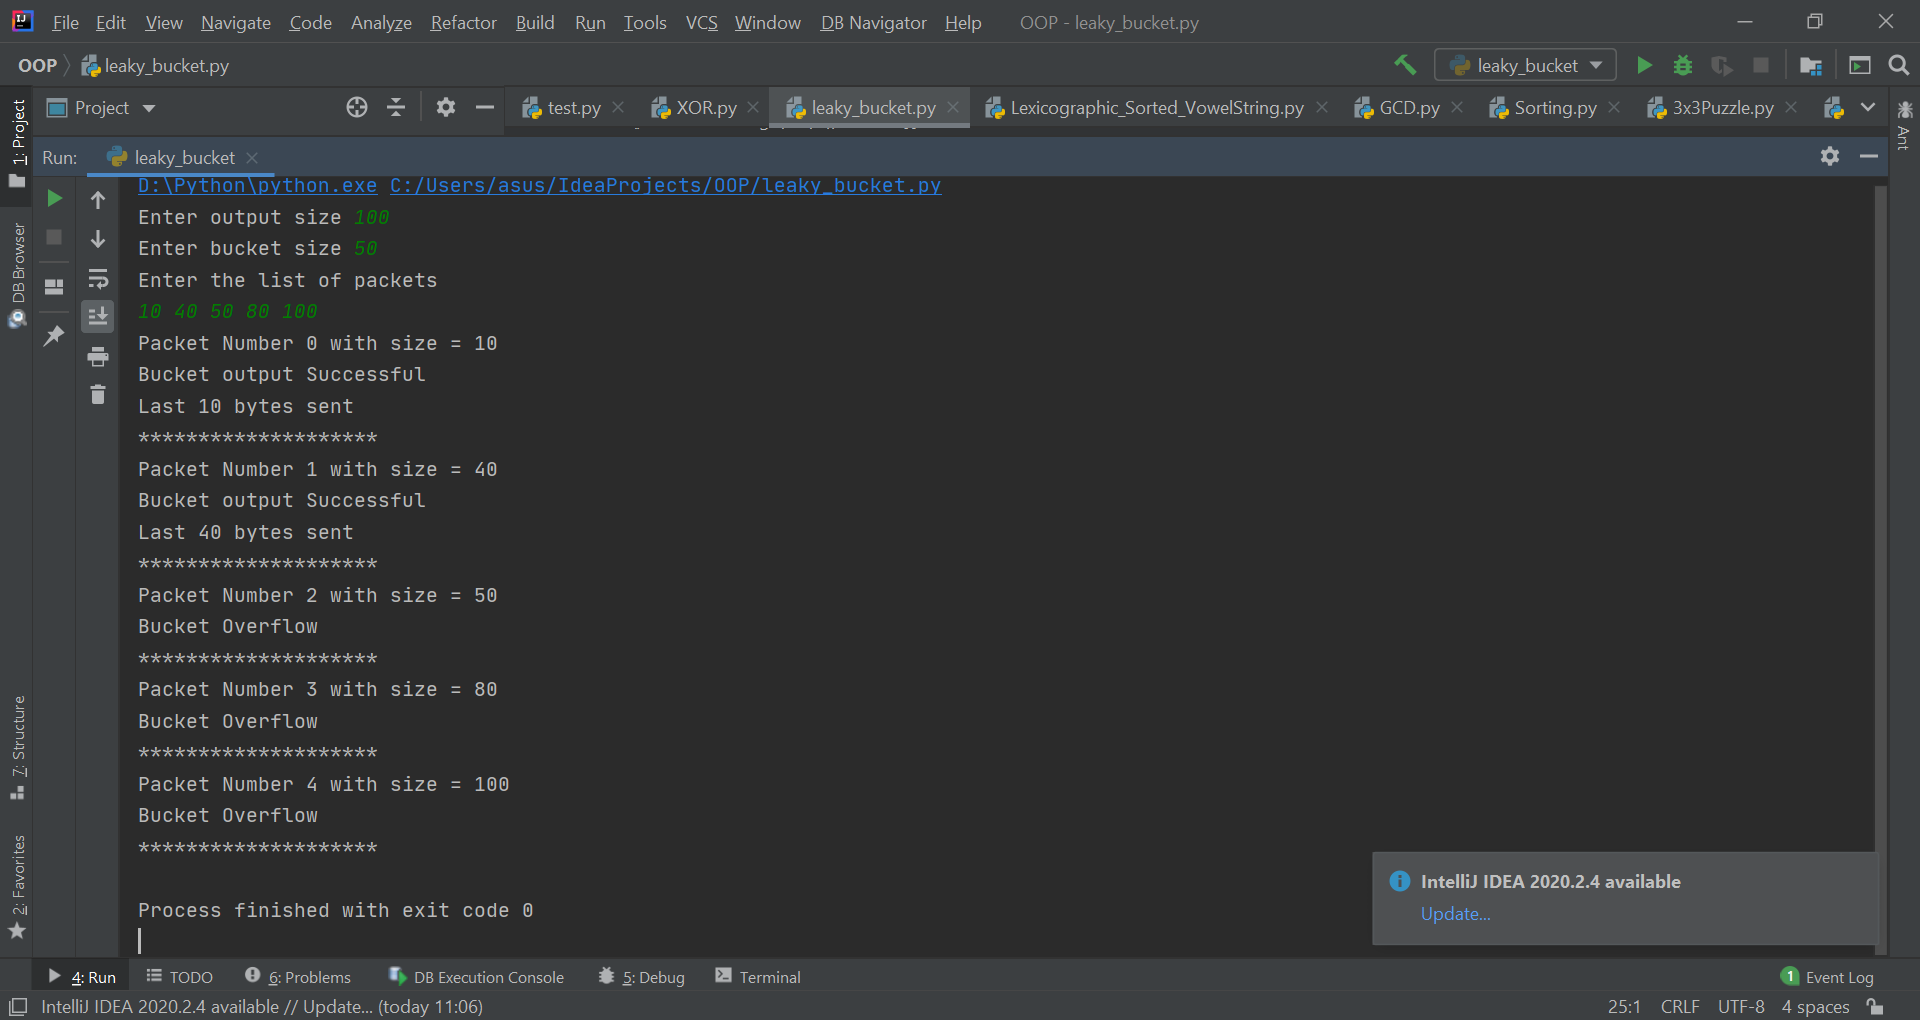 File Edit View Navigate Code Analyze Refactor Build Run Tools VCS Window DB Navigator Help OOP - leaky_bucket.py
OOP leaky_bucket.py leaky_bucket
Project test.py XOR.py leaky_bucket.py Lexicographic_Sorted_VowelString.py GCD.py Sorting.py 3x3Puzzle.py
1: Project
DB Browser
7: Structure
2: Favorites
Ant
Run: leaky_bucket
D:\Python\python.exe C:/Users/asus/IdeaProjects/OOP/leaky_bucket.py
Enter output size 100
Enter bucket size 50
Enter the list of packets
10 40 50 80 100
Packet Number 0 with size = 10
Bucket output Successful
Last 10 bytes sent
********************
Packet Number 1 with size = 40
Bucket output Successful
Last 40 bytes sent
********************
Packet Number 2 with size = 50
Bucket Overflow
********************
Packet Number 3 with size = 80
Bucket Overflow
********************
Packet Number 4 with size = 100
Bucket Overflow
********************
Process finished with exit code 0
IntelliJ IDEA 2020.2.4 available
Update...
4: Run TODO 6: Problems DB Execution Console 5: Debug Terminal 1 Event Log
IntelliJ IDEA 2020.2.4 available // Update... (today 11:06) 25:1 CRLF UTF-8 4 spaces